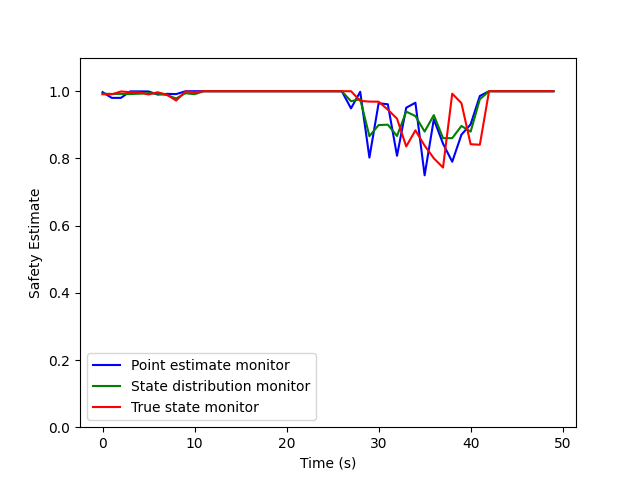 1.0
0.8
0.6
0.4
0.2
0.0
Safety Estimate
Point estimate monitor
State distribution monitor
True state monitor
0 10 20 30 40 50
Time (s)